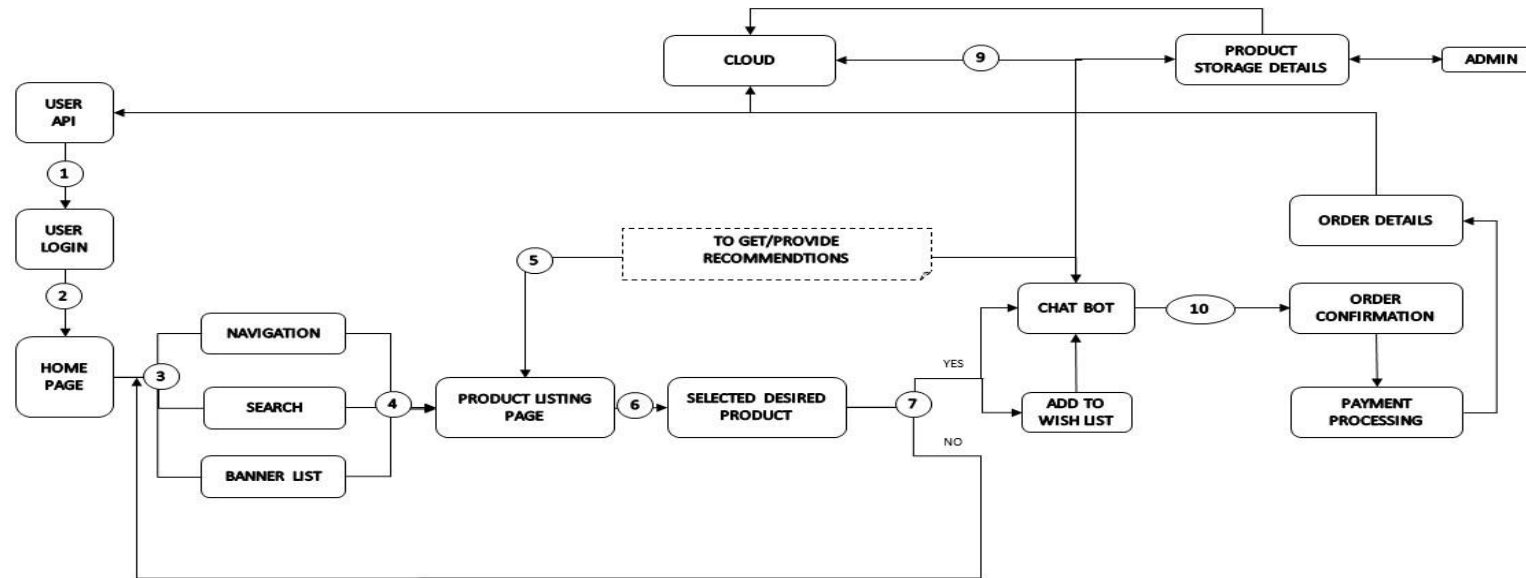 CLOUD
9
PRODUCT
STORAGE DETAILS
ADMIN
USER
API
1
USER
LOGIN
ORDER DETAILS
TO GET/PROVIDE
RECOMMENDTIONS
5
2
CHAT BOT
10
ORDER
CONFIRMATION
NAVIGATION
HOME
PAGE
3
YES
SEARCH
4
PRODUCT LISTING
PAGE
6
SELECTED DESIRED
PRODUCT
7
ADD TO
WISH LIST
PAYMENT
PROCESSING
NO
BANNER LIST